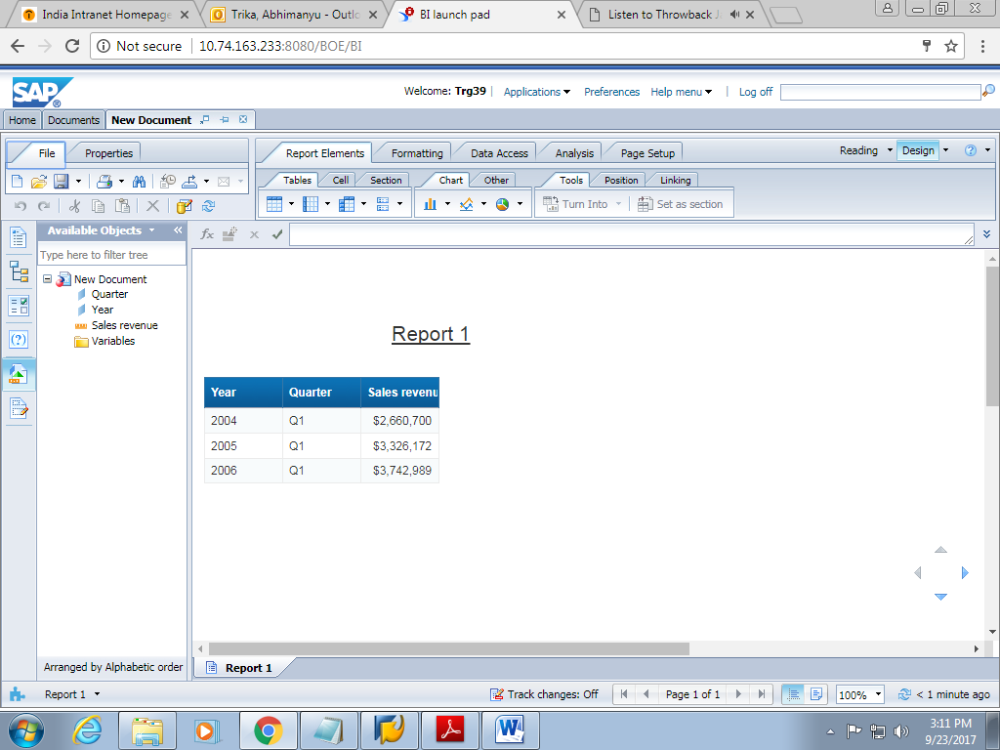 India Intranet Homepage
Trika, Abhimanyu - Outlo
BI launch pad
Listen to Throwback J
Not secure
10.74.163.233:8080/BOE/BI
SAP ®
Welcome: Trg39
Applications
Preferences
Help menu
Log off
Home
Documents
New Document
File
Properties
Report Elements
Formatting
Data Access
Analysis
Page Setup
Reading
Design
Tables
Cell
Section
Chart
Other
Tools
Position
Linking
Turn Into
Set as section
Available Objects
Type here to filter tree
New Document
Quarter
Year
Sales revenue
Variables
Arranged by Alphabetic order
fx
Report 1
Year Quarter Sales revenu
2004 Q1 $2,660,700
2005 Q1 $3,326,172
2006 Q1 $3,742,989
Report 1
Report 1
Track changes: Off
Page 1 of 1
100%
< 1 minute ago
3:11 PM
9/23/2017